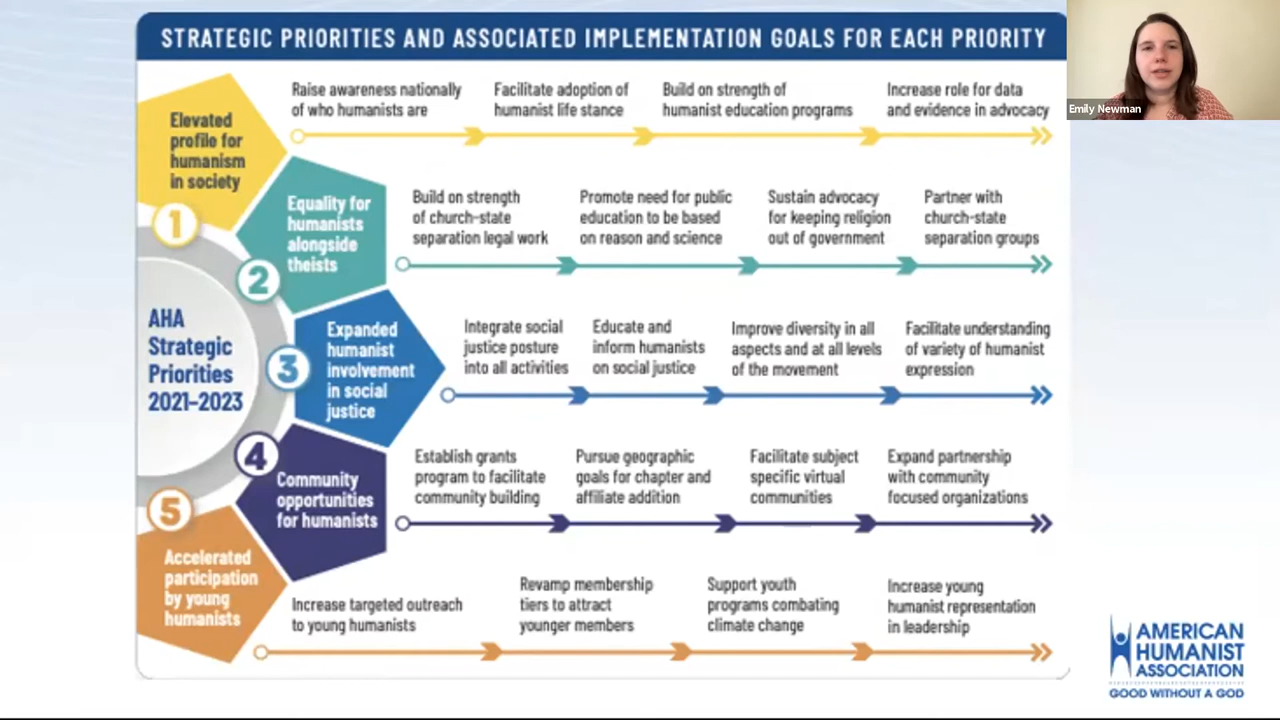 STRATEGIC PRIORITIES AND ASSOCIATED IMPLEMENTATION GOALS FOR EACH PRIORITY
Emily Newman
Elevated
profile for
humanism
in society
1
Raise awareness nationally
of who humanists are
Facilitate adoption of
humanist life stance
Build on strength of
humanist education programs
Increase role for data
and evidence in advocacy
Equality for
humanists
alongside
theists
2
Build on strength
of church-state
separation legal work
Promote need for public
education to be based
on reason and science
Sustain advocacy
for keeping religion
out of government
Partner with
church-state
separation groups
AHA
Strategic
Priorities
2021-2023
3
Expanded
humanist
involvement
in social
justice
Integrate social
justice posture
into all activities
Educate and
inform humanists
on social justice
Improve diversity in all
aspects and at all levels
of the movement
Facilitate understanding
of variety of humanist
expression
4
Community
opportunities
for humanists
Establish grants
program to facilitate
community building
Pursue geographic
goals for chapter and
affiliate addition
Facilitate subject
specific virtual
communities
Expand partnership
with community
focused organizations
5
Accelerated
participation
by young
humanists
Increase targeted outreach
to young humanists
Revamp membership
tiers to attract
younger members
Support youth
programs combating
climate change
Increase young
humanist representation
in leadership
AMERICAN
HUMANIST
ASSOCIATION
GOOD WITHOUT A GOD